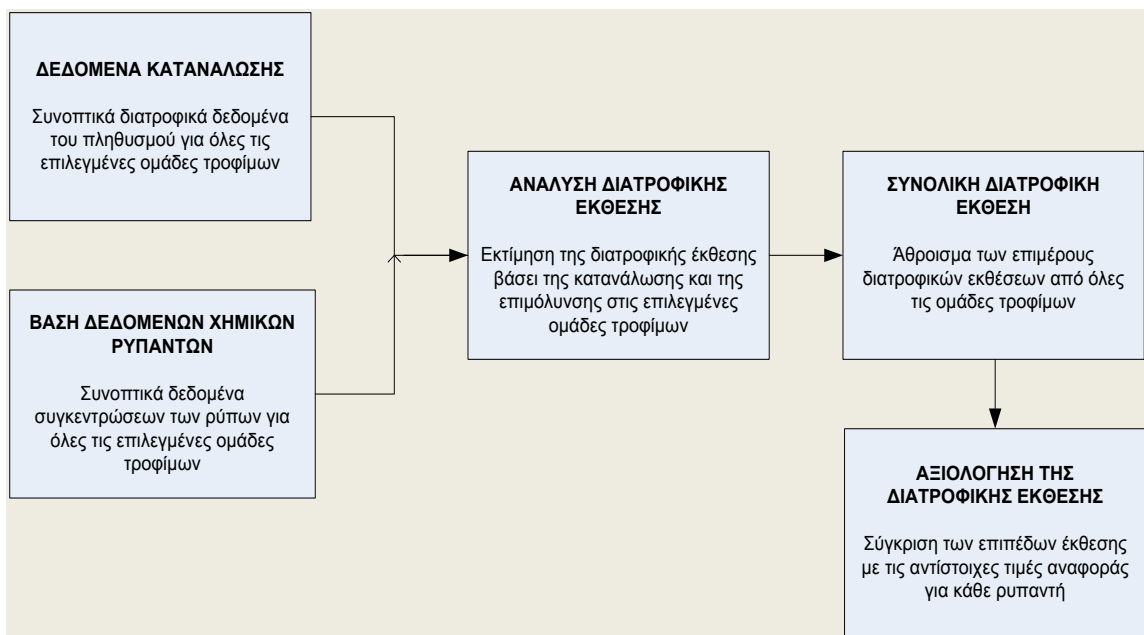 ΔΕΔΟΜΕΝΑ ΚΑΤΑΝΑΛΩΣΗΣ
Συνοπτικά διατροφικά δεδομένα
του πληθυσμού για όλες τις
επιλεγμένες ομάδες τροφίμων
ΒΑΣΗ ΔΕΔΟΜΕΝΩΝ ΧΗΜΙΚΩΝ
ΡΥΠΑΝΤΩΝ
Συνοπτικά δεδομένα
συγκεντρώσεων των ρύπων για
όλες τις επιλεγμένες ομάδες
τροφίμων
ΑΝΑΛΥΣΗ ΔΙΑΤΡΟΦΙΚΗΣ
ΕΚΘΕΣΗΣ
Εκτίμηση της διατροφικής έκθεσης
βάσει της κατανάλωσης και της
επιμόλυνσης στις επιλεγμένες
ομάδες τροφίμων
ΣΥΝΟΛΙΚΗ ΔΙΑΤΡΟΦΙΚΗ
ΕΚΘΕΣΗ
Άθροισμα των επιμέρους
διατροφικών εκθέσεων από όλες
τις ομάδες τροφίμων
ΑΞΙΟΛΟΓΗΣΗ ΤΗΣ
ΔΙΑΤΡΟΦΙΚΗΣ ΕΚΘΕΣΗΣ
Σύγκριση των επιπέδων έκθεσης
με τις αντίστοιχες τιμές αναφοράς
για κάθε ρυπαντή